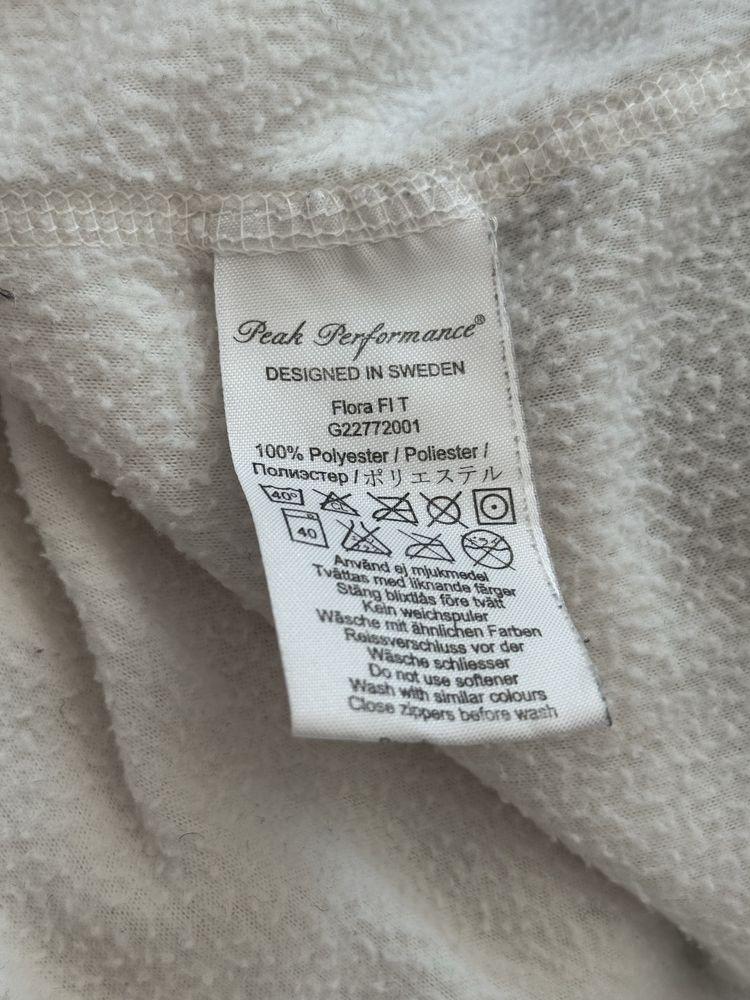 Peak Performance®
DESIGNED IN SWEDEN
Flora FI T
G22772001
100% Polyester / Poliester /
Полиэстер / ポリエステル
40°
40
Använd ej mjukmedel
Tvättas med liknande färger
Stäng blixtlås före tvätt
Kein weichspuler
Wäsche mit ähnlichen Farben
Reissverschluss vor der
Wäsche schliesser
Do not use softener
Wash with similar colours
Close zippers before wash